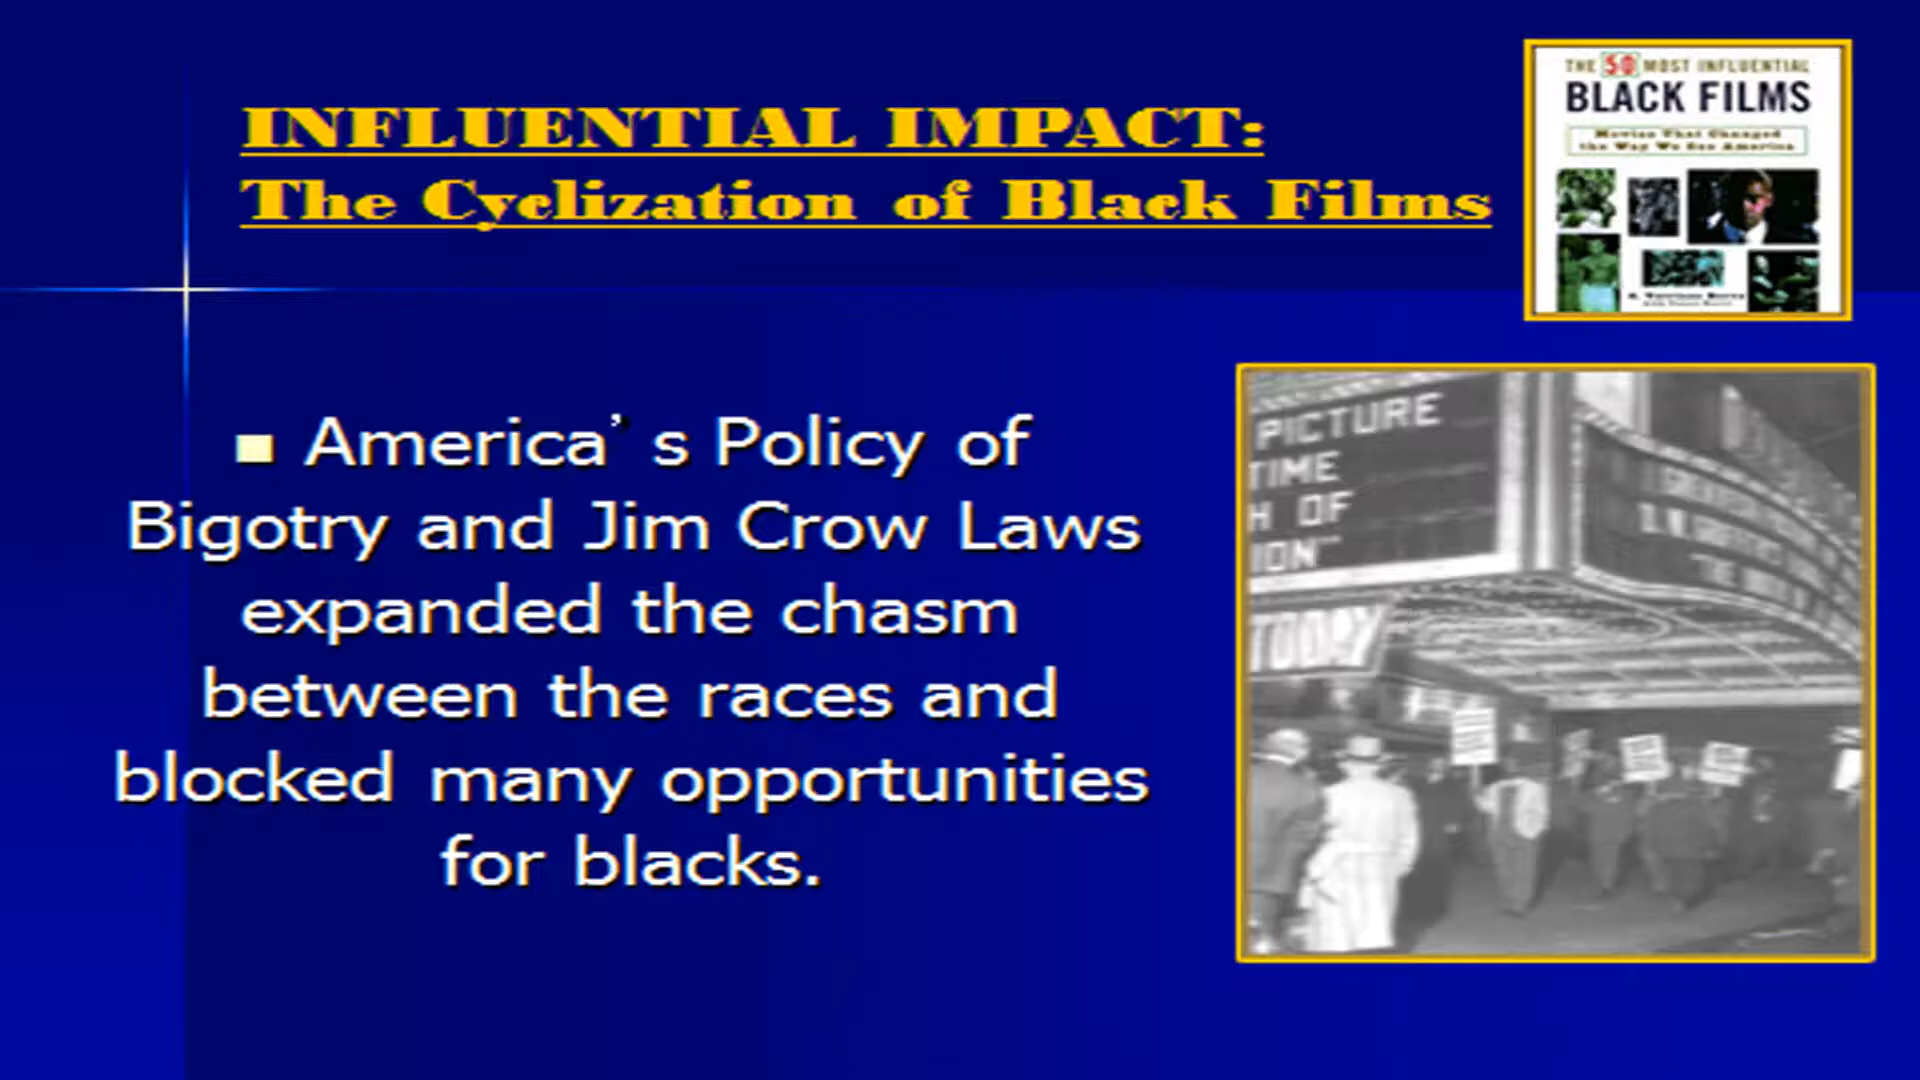 INFLUENTIAL IMPACT:
The Cyclization of Black Films
THE 50 MOST INFLUENTIAL
BLACK FILMS
Movies That Changed
the Way We See America
■ America's Policy of
Bigotry and Jim Crow Laws
expanded the chasm
between the races and
blocked many opportunities
for blacks.
PICTURE
TIME
H OF
ION"
TODAY